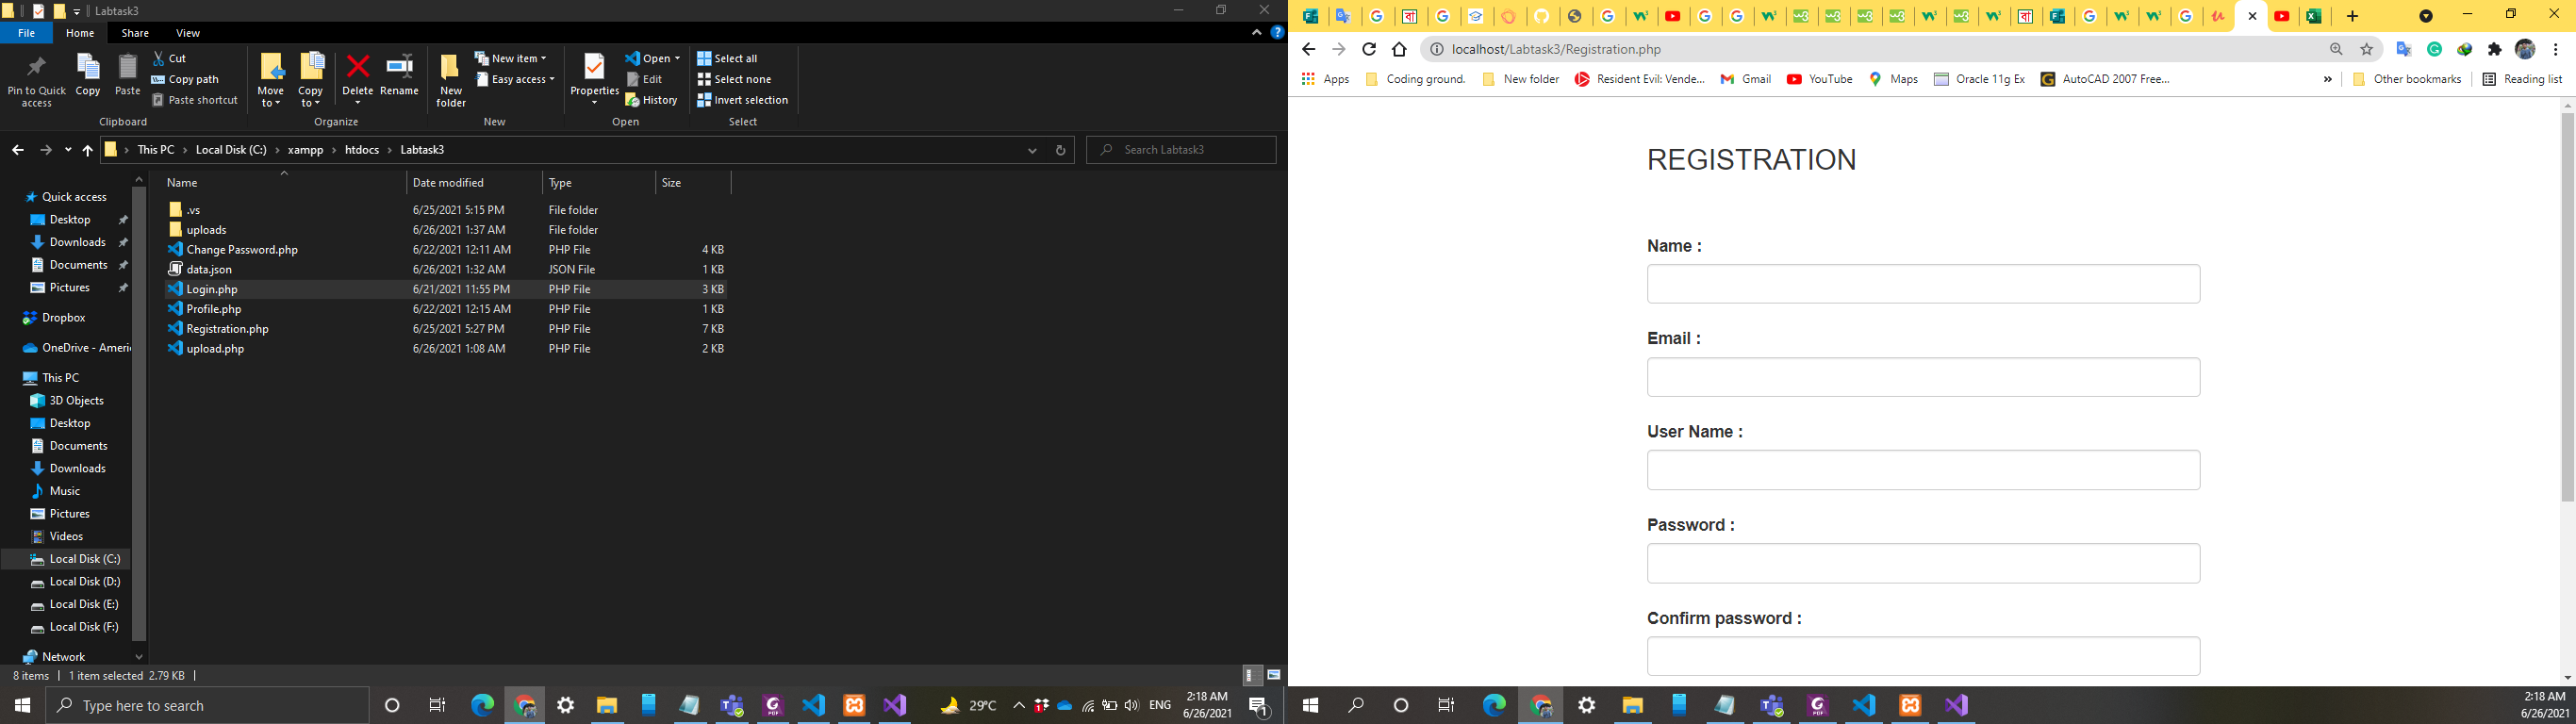 Labtask3
File Home Share View
Pin to Quick access
Copy
Paste
Cut
Copy path
Paste shortcut
Clipboard
Move to
Copy to
Delete
Rename
Organize
New folder
New item
Easy access
New
Properties
Open
Edit
History
Open
Select all
Select none
Invert selection
Select
This PC › Local Disk (C:) › xampp › htdocs › Labtask3
Search Labtask3
Name Date modified Type Size
.vs 6/25/2021 5:15 PM File folder
uploads 6/26/2021 1:37 AM File folder
Change Password.php 6/22/2021 12:11 AM PHP File 4 KB
data.json 6/26/2021 1:32 AM JSON File 1 KB
Login.php 6/21/2021 11:55 PM PHP File 3 KB
Profile.php 6/22/2021 12:15 AM PHP File 1 KB
Registration.php 6/25/2021 5:27 PM PHP File 7 KB
upload.php 6/26/2021 1:08 AM PHP File 2 KB
Quick access
Desktop
Downloads
Documents
Pictures
Dropbox
OneDrive - Ameri
This PC
3D Objects
Desktop
Documents
Downloads
Music
Pictures
Videos
Local Disk (C:)
Local Disk (D:)
Local Disk (E:)
Local Disk (F:)
Network
8 items 1 item selected 2.79 KB
Type here to search
29°C
ENG
2:18 AM
6/26/2021
1
localhost/Labtask3/Registration.php
Apps Coding ground. New folder Resident Evil: Vende... Gmail YouTube Maps Oracle 11g Ex AutoCAD 2007 Free... » Other bookmarks Reading list
REGISTRATION
Name :
Email :
User Name :
Password :
Confirm password :
2:18 AM
6/26/2021